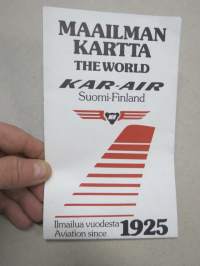 MAAILMAN
KARTTA
THE WORLD
KAR-AIR
Suomi-Finland
Ilmailua vuodesta
Aviation since 1925